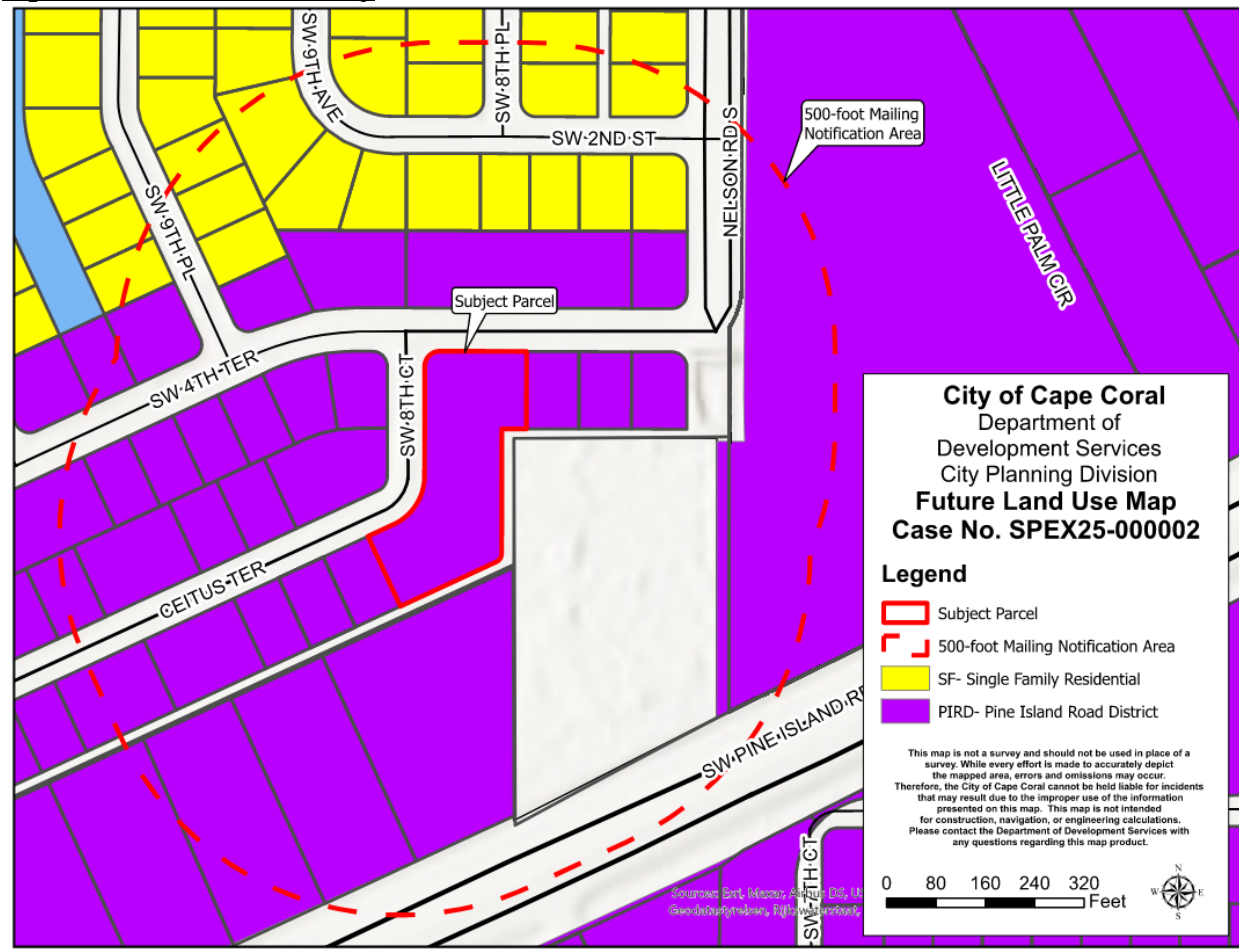 SW 9TH AVE
SW 8TH PL
SW 2ND ST
NELSON RD S
500-foot Mailing
Notification Area
LITTLE PALM CIR
SW 9TH PL
Subject Parcel
SW 4TH TER
SW 8TH CT
CEITUS TER
SW PINE ISLAND RD
SW 7TH CT
City of Cape Coral
Department of
Development Services
City Planning Division
Future Land Use Map
Case No. SPEX25-000002
Legend
Subject Parcel
500-foot Mailing Notification Area
SF- Single Family Residential
PIRD- Pine Island Road District
This map is not a survey and should not be used in place of a
survey. While every effort is made to accurately depict
the mapped area, errors and omissions may occur.
Therefore, the City of Cape Coral cannot be held liable for incidents
that may result due to the improper use of the information
presented on this map. This map is not intended
for construction, navigation, or engineering calculations.
Please contact the Department of Development Services with
any questions regarding this map product.
0 80 160 240 320
Feet
N
W E
S
Sources: Esri, Maxar, Airbus DS, US
Geodatastyrelsen, Rijkswaterstaat,